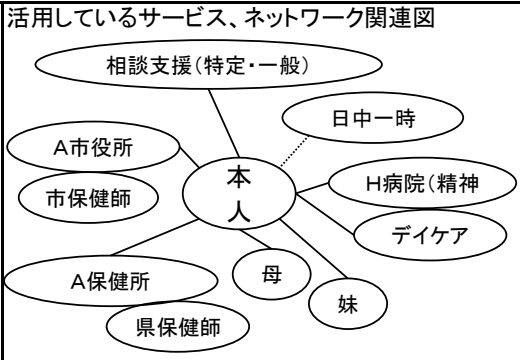 活用しているサービス、ネットワーク関連図
相談支援（特定・一般）
日中一時
A市役所
市保健師
本
人
H病院（精神
デイケア
A保健所
県保健師
母
妹